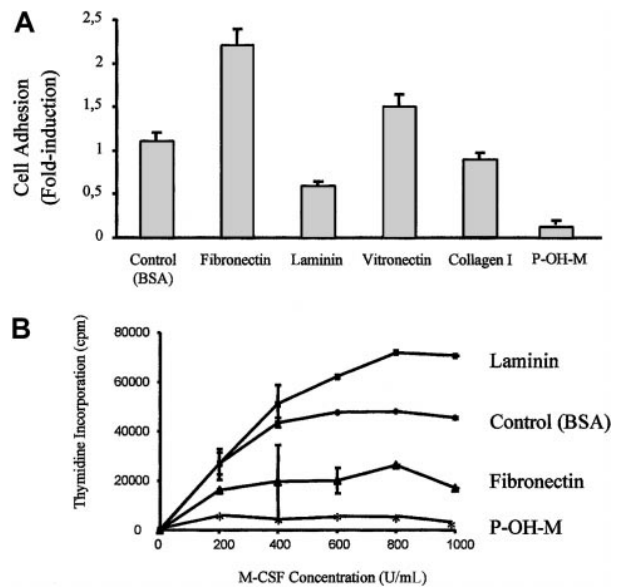 A
Cell Adhesion
(Fold-induction)
2,5
2
1,5
1
0,5
0
Control
(BSA)
Fibronectin
Laminin
Vitronectin
Collagen I
P-OH-M
B
Thymidine Incorporation (cpm)
80000
60000
40000
20000
0
0
200
400
600
800
1000
M-CSF Concentration (U/mL)
Laminin
Control (BSA)
Fibronectin
P-OH-M